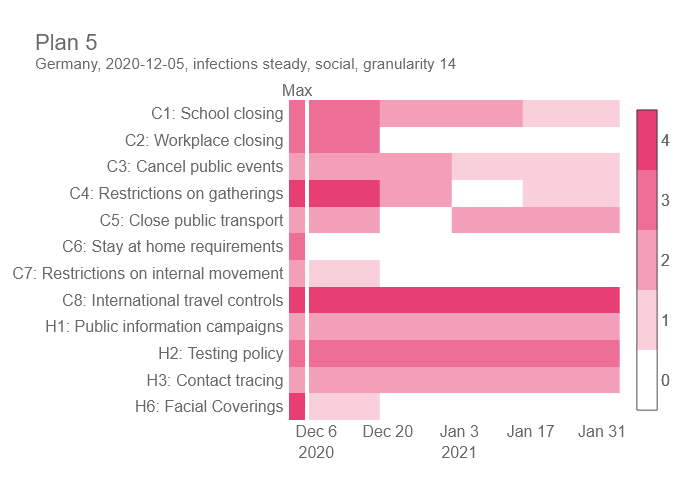 Plan 5
Germany, 2020-12-05, infections steady, social, granularity 14
Max
C1: School closing
C2: Workplace closing
C3: Cancel public events
C4: Restrictions on gatherings
C5: Close public transport
C6: Stay at home requirements
C7: Restrictions on internal movement
C8: International travel controls
H1: Public information campaigns
H2: Testing policy
H3: Contact tracing
H6: Facial Coverings
4
3
2
1
0
Dec 6 Dec 20 Jan 3 Jan 17 Jan 31
2020 2021